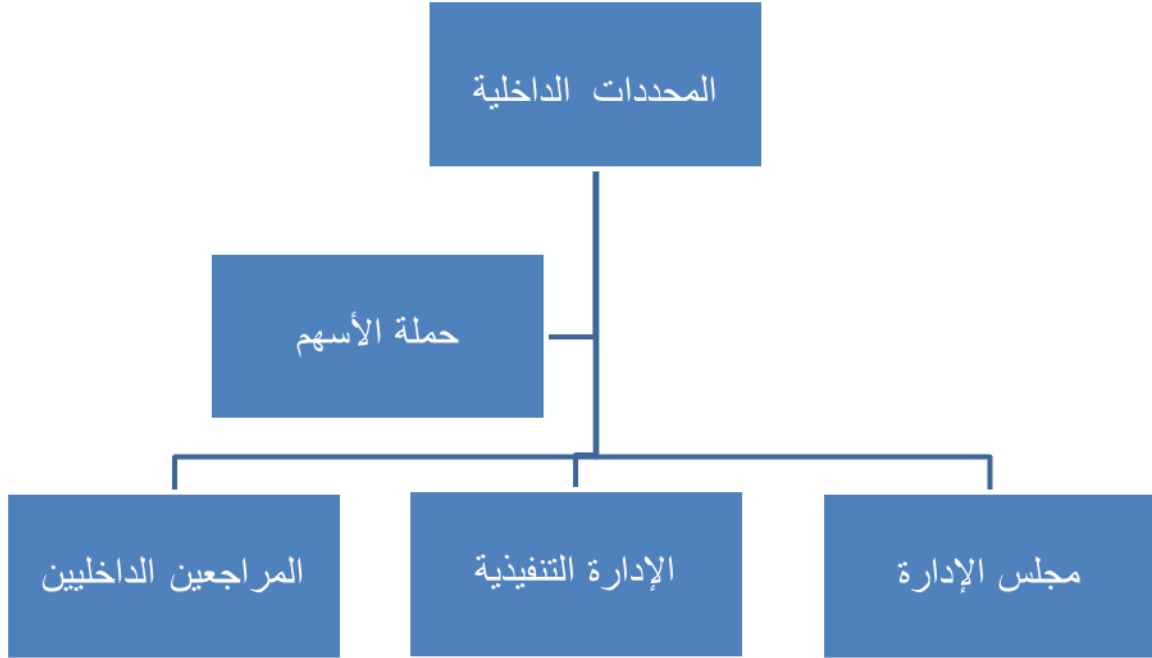 المحددات الداخلية
حملة الأسهم
مجلس الإدارة
الإدارة التنفيذية
المراجعين الداخليين